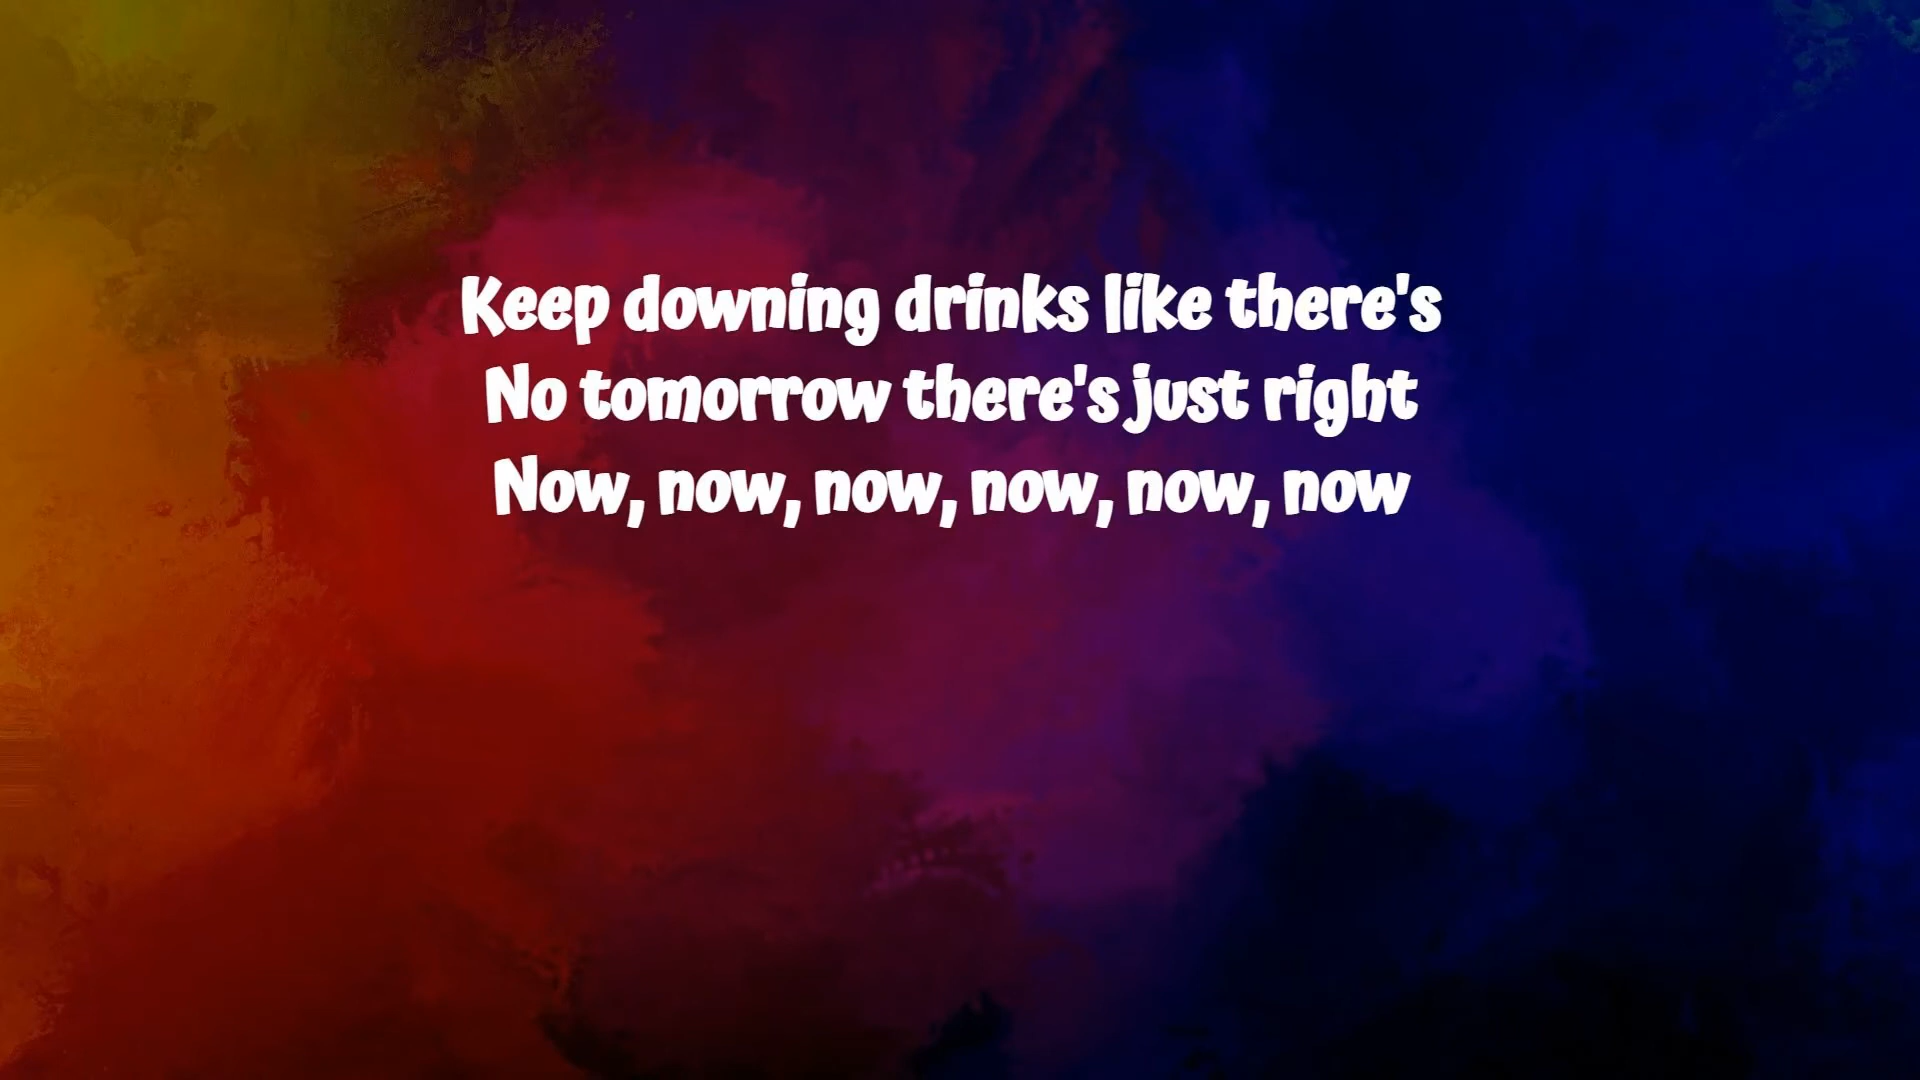 Keep downing drinks like there's
No tomorrow there's just right
Now, now, now, now, now, now